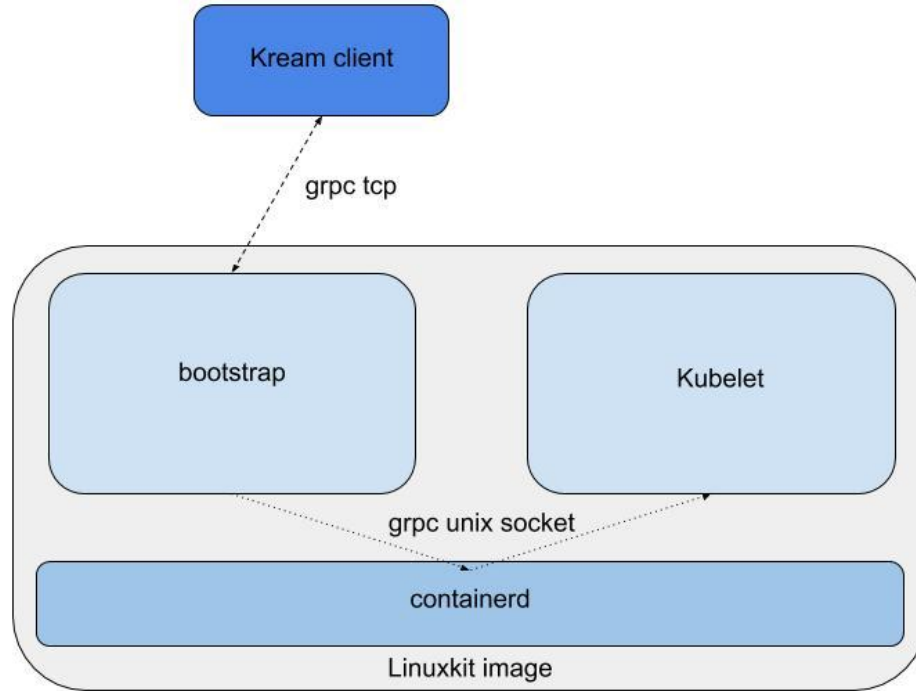 Kream client
grpc tcp
bootstrap
Kubelet
grpc unix socket
containerd
Linuxkit image